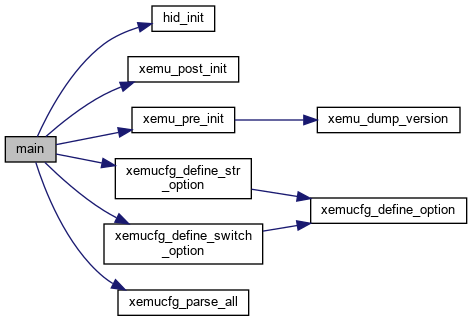 hid_init
xemu_post_init
xemu_pre_init
xemu_dump_version
main
xemucfg_define_str
_option
xemucfg_define_option
xemucfg_define_switch
_option
xemucfg_parse_all